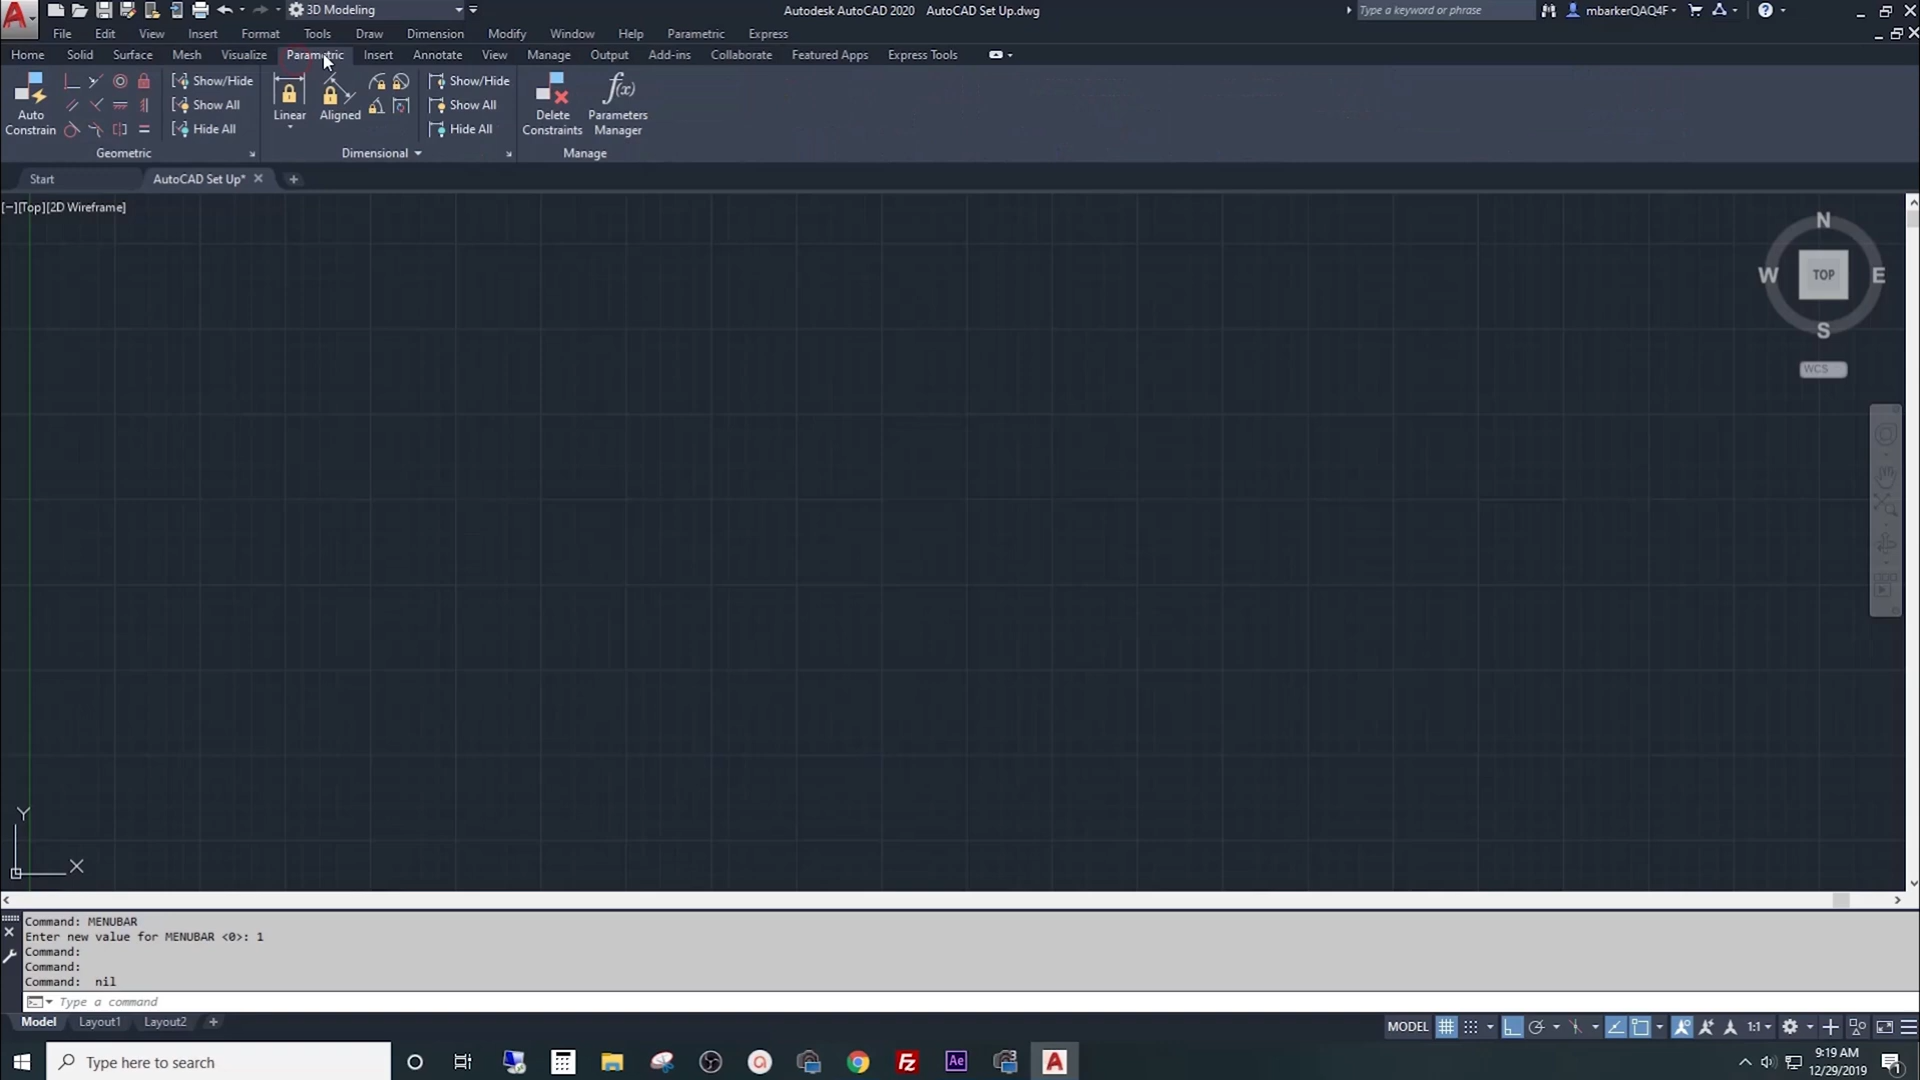 3D Modeling
Autodesk AutoCAD 2020 AutoCAD Set Up.dwg
Type a keyword or phrase
mbarkerQAQ4F
File Edit View Insert Format Tools Draw Dimension Modify Window Help Parametric Express
Home Solid Surface Mesh Visualize Parametric Insert Annotate View Manage Output Add-ins Collaborate Featured Apps Express Tools
Auto
Constrain
Show/Hide
Show All
Hide All
Geometric
Linear
Aligned
Show/Hide
Show All
Hide All
Dimensional
Delete
Constraints
f(x)
Parameters
Manager
Manage
Start
AutoCAD Set Up*
[−][Top][2D Wireframe]
N
W TOP E
S
WCS
Y
X
Command: MENUBAR
Enter new value for MENUBAR <0>: 1
Command:
Command:
Command: nil
Type a command
Model Layout1 Layout2
MODEL
1:1
Type here to search
Ae
3
9:19 AM
12/29/2019
1